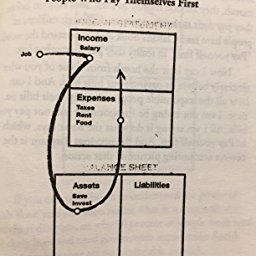 People Who Pay Themselves First
INCOME STATEMENT
Income
Salary
Job
Expenses
Taxes
Rent
Food
BALANCE SHEET
Assets
Liabilities
Save
Invest